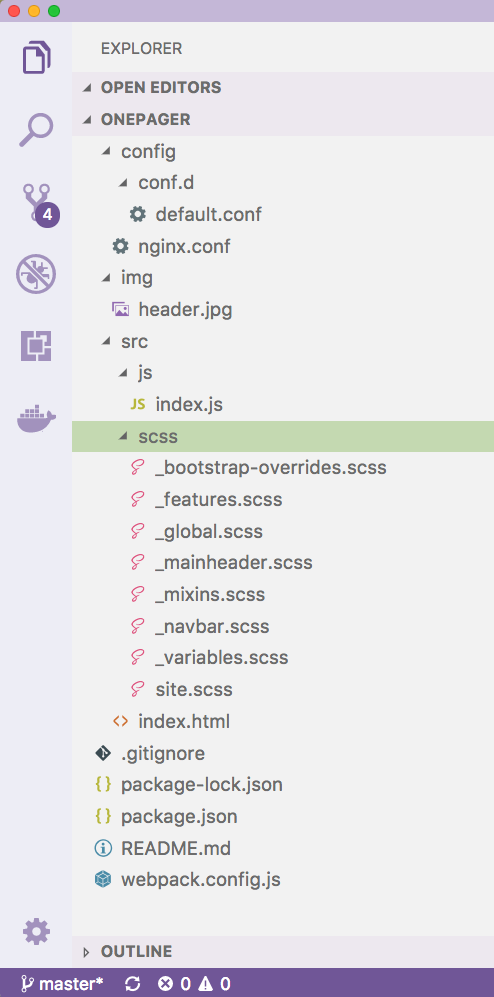 EXPLORER
OPEN EDITORS
ONEPAGER
config
conf.d
default.conf
nginx.conf
img
header.jpg
src
js
JS index.js
scss
_bootstrap-overrides.scss
_features.scss
_global.scss
_mainheader.scss
_mixins.scss
_navbar.scss
_variables.scss
site.scss
<> index.html
.gitignore
{} package-lock.json
{} package.json
README.md
webpack.config.js
OUTLINE
4
master* 0 0